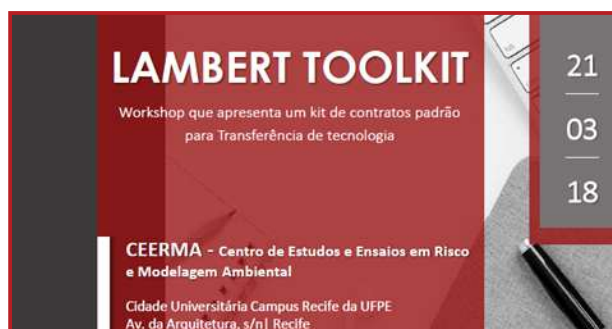 LAMBERT TOOLKIT
Workshop que apresenta um kit de contratos padrão
para Transferência de tecnologia
21
03
18
CEERMA - Centro de Estudos e Ensaios em Risco
e Modelagem Ambiental
Cidade Universitária Campus Recife da UFPE
Av. da Arquitetura, s/n| Recife